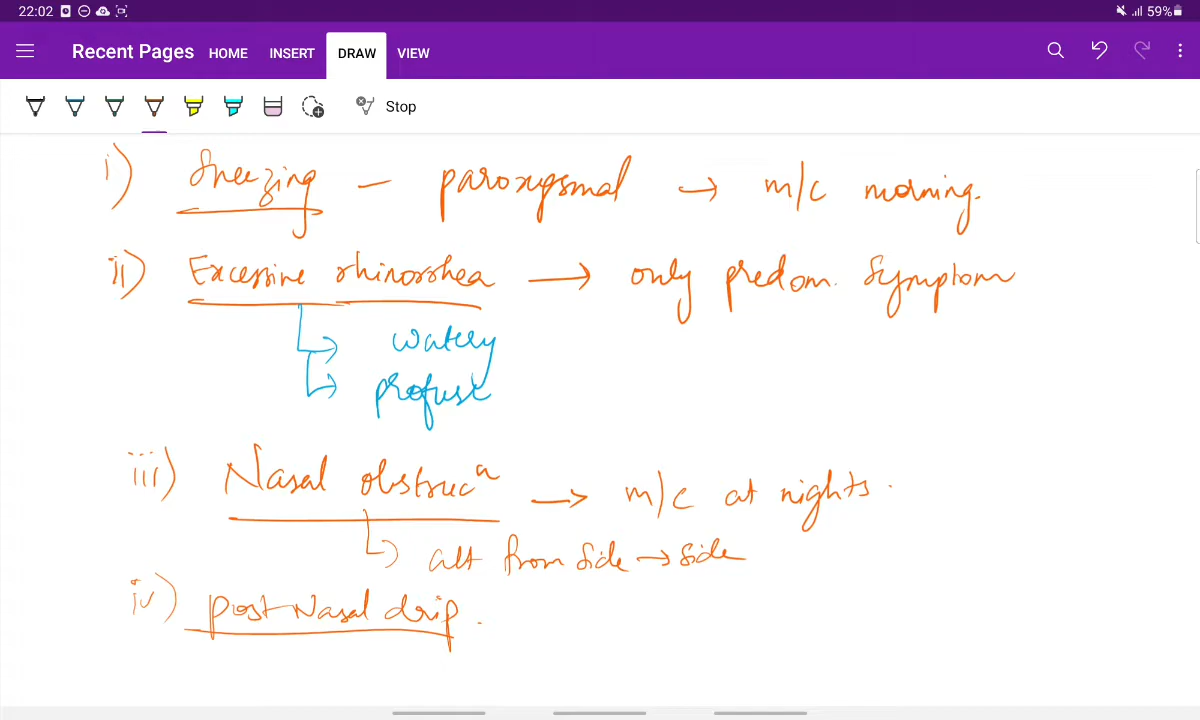 22:02 59%
Recent Pages HOME INSERT DRAW VIEW
Stop
i) Sneezing – paroxysmal → m/c morning.
ii) Excessive rhinorrhea → only predom. Symptom
watery
profuse
iii) Nasal obstrucⁿ → m/c at nights.
alt from side → side
iv) post Nasal drip.